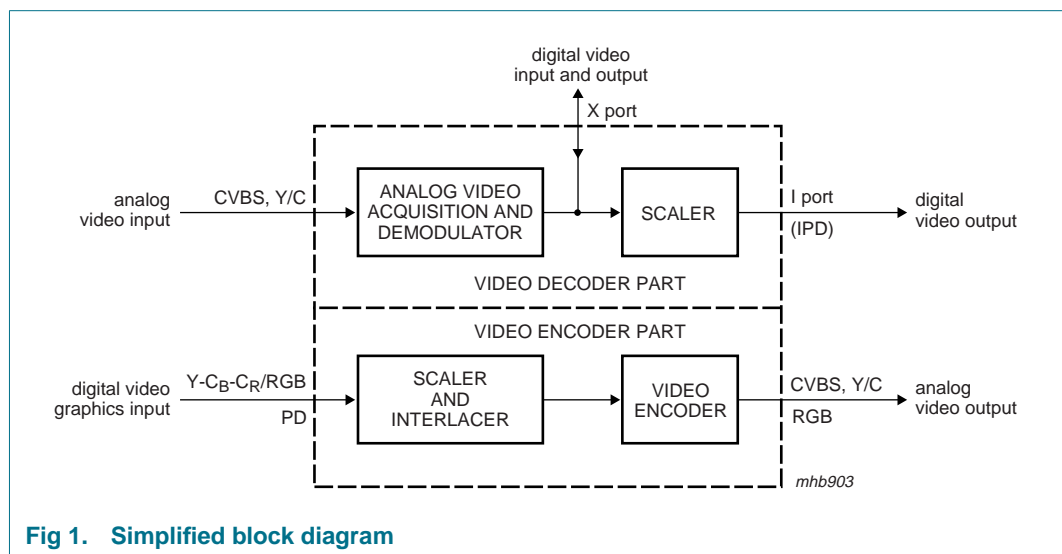 digital video
input and output
X port
analog
video input
CVBS, Y/C
ANALOG VIDEO
ACQUISITION AND
DEMODULATOR
SCALER
I port
(IPD)
digital
video output
VIDEO DECODER PART
VIDEO ENCODER PART
digital video
graphics input
Y-CB-CR/RGB
PD
SCALER
AND
INTERLACER
VIDEO
ENCODER
CVBS, Y/C
RGB
analog
video output
mhb903
Fig 1. Simplified block diagram